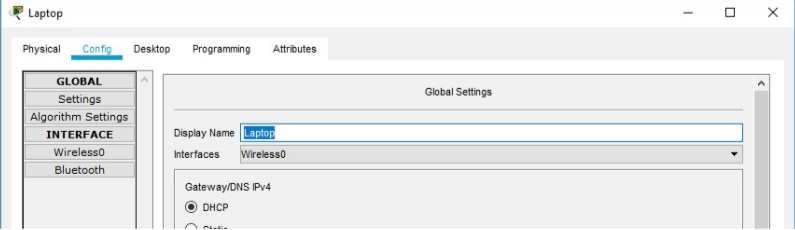 Laptop
Physical Config Desktop Programming Attributes
GLOBAL
Settings
Algorithm Settings
INTERFACE
Wireless0
Bluetooth
Global Settings
Display Name Laptop
Interfaces Wireless0
Gateway/DNS IPv4
DHCP
Static